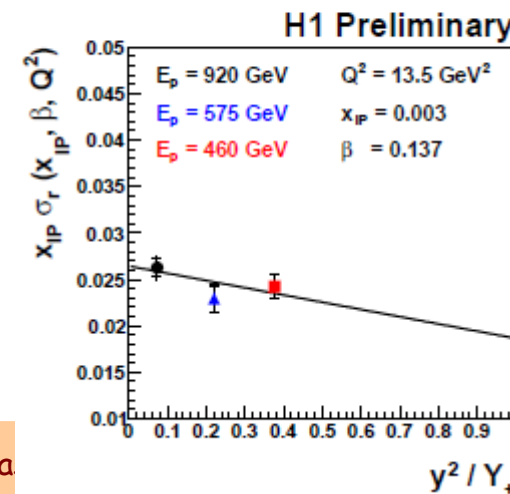 H1 Preliminary
x_IP σ_r (x_IP, β, Q²)
0.05
0.045
0.04
0.035
0.03
0.025
0.02
0.015
0.01
E_p = 920 GeV Q² = 13.5 GeV²
E_p = 575 GeV x_IP = 0.003
E_p = 460 GeV β = 0.137
0 0.1 0.2 0.3 0.4 0.5 0.6 0.7 0.8 0.9
y² / Y₊